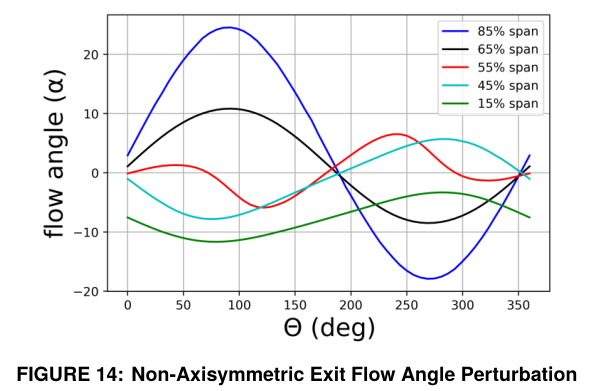 85% span
65% span
55% span
45% span
15% span
20
10
0
−10
−20
flow angle (α)
0 50 100 150 200 250 300 350
Θ (deg)
FIGURE 14: Non-Axisymmetric Exit Flow Angle Perturbation